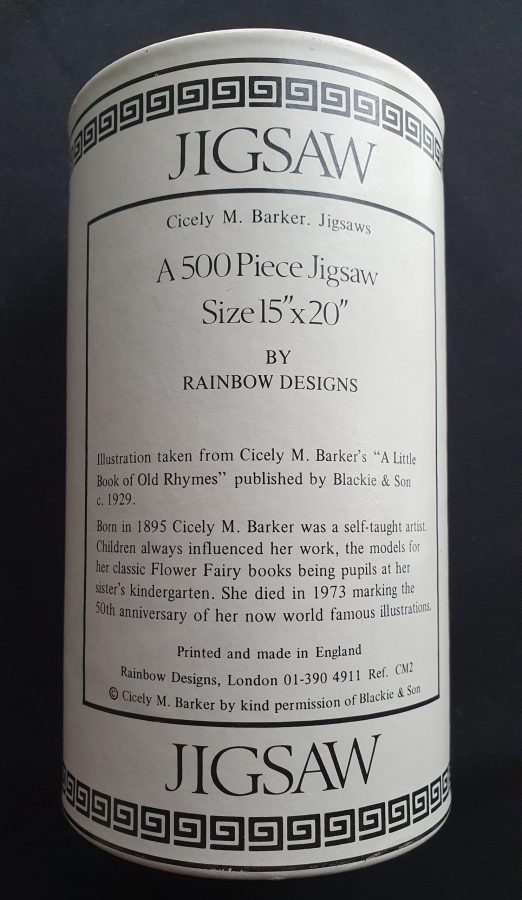 JIGSAW
Cicely M. Barker. Jigsaws
A 500 Piece Jigsaw
Size 15"x20"
BY
RAINBOW DESIGNS
Illustration taken from Cicely M. Barker's "A Little
Book of Old Rhymes" published by Blackie & Son
c. 1929.
Born in 1895 Cicely M. Barker was a self-taught artist.
Children always influenced her work, the models for
her classic Flower Fairy books being pupils at her
sister's kindergarten. She died in 1973 marking the
50th anniversary of her now world famous illustrations.
Printed and made in England
Rainbow Designs, London 01-390 4911 Ref. CM2
© Cicely M. Barker by kind permission of Blackie & Son
JIGSAW